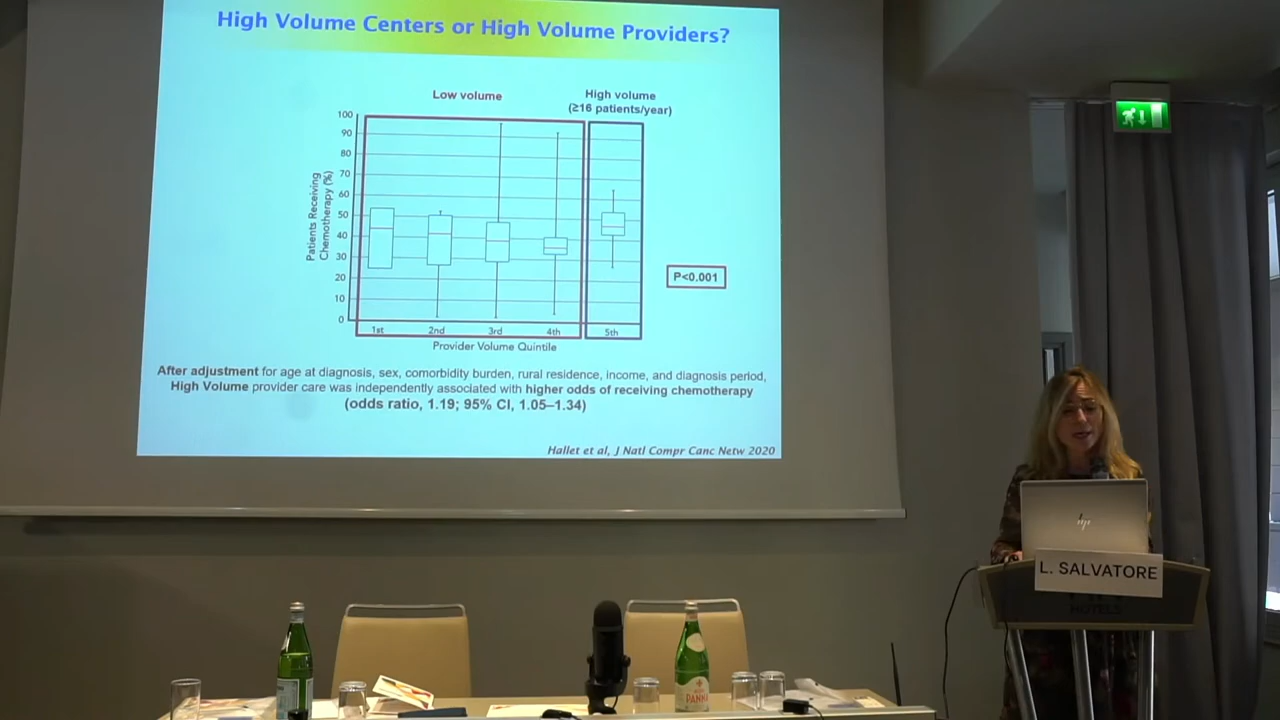 High Volume Centers or High Volume Providers?
Low volume
High volume
(≥16 patients/year)
Patients Receiving
Chemotherapy (%)
100
90
80
70
60
50
40
30
20
10
0
1st
2nd
3rd
4th
5th
Provider Volume Quintile
P<0.001
After adjustment for age at diagnosis, sex, comorbidity burden, rural residence, income, and diagnosis period,
High Volume provider care was independently associated with higher odds of receiving chemotherapy
(odds ratio, 1.19; 95% CI, 1.05–1.34)
Hallet et al, J Natl Compr Canc Netw 2020
hp
L. SALVATORE
HOTELS
PANNA